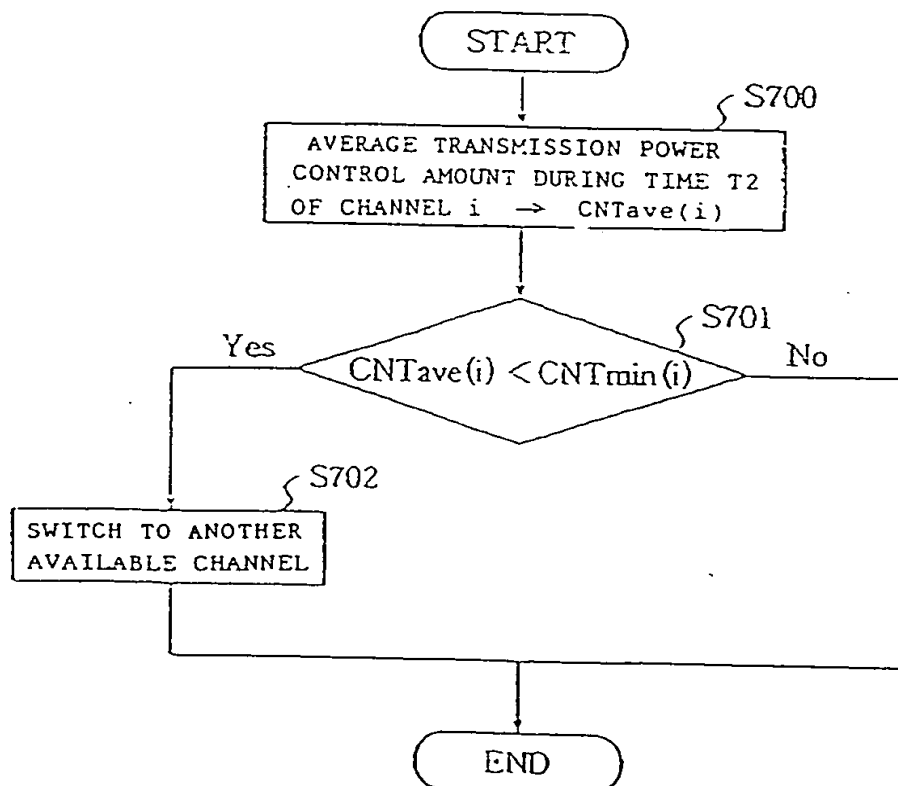 START
S700
AVERAGE TRANSMISSION POWER
CONTROL AMOUNT DURING TIME T2
OF CHANNEL i → CNTave(i)
S701
Yes
CNTave(i) < CNTmin(i)
No
S702
SWITCH TO ANOTHER
AVAILABLE CHANNEL
END